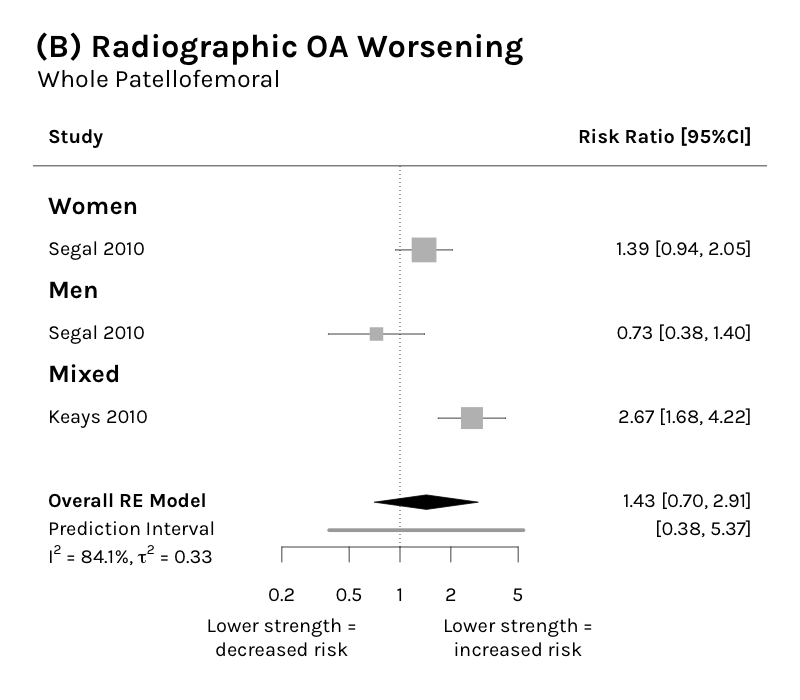 (B) Radiographic OA Worsening
Whole Patellofemoral
Study Risk Ratio [95%CI]
Women
Segal 2010 1.39 [0.94, 2.05]
Men
Segal 2010 0.73 [0.38, 1.40]
Mixed
Keays 2010 2.67 [1.68, 4.22]
Overall RE Model 1.43 [0.70, 2.91]
Prediction Interval [0.38, 5.37]
I² = 84.1%, τ² = 0.33
0.2 0.5 1 2 5
Lower strength = Lower strength =
decreased risk increased risk